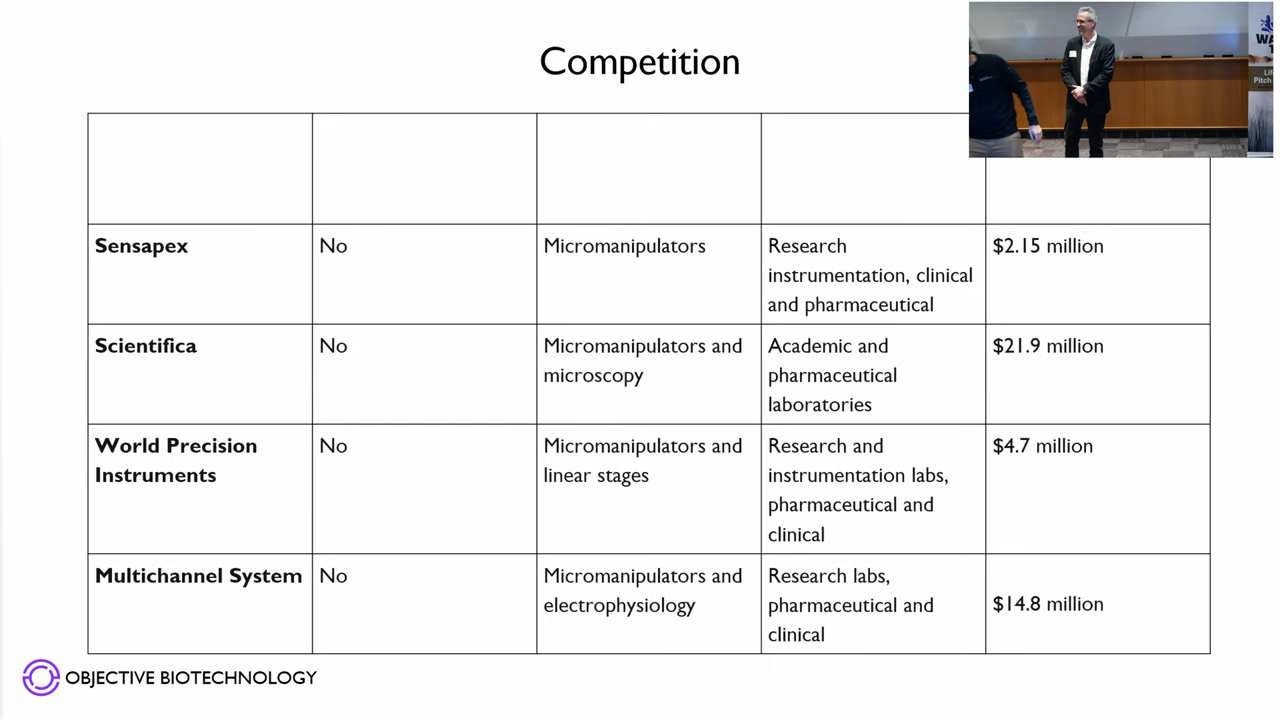 Competition
Sensapex
No
Micromanipulators
Research
instrumentation, clinical
and pharmaceutical
$2.15 million
Scientifica
No
Micromanipulators and
microscopy
Academic and
pharmaceutical
laboratories
$21.9 million
World Precision
Instruments
No
Micromanipulators and
linear stages
Research and
instrumentation labs,
pharmaceutical and
clinical
$4.7 million
Multichannel System
No
Micromanipulators and
electrophysiology
Research labs,
pharmaceutical and
clinical
$14.8 million
OBJECTIVE BIOTECHNOLOGY
WA
T
Lif
Pitch